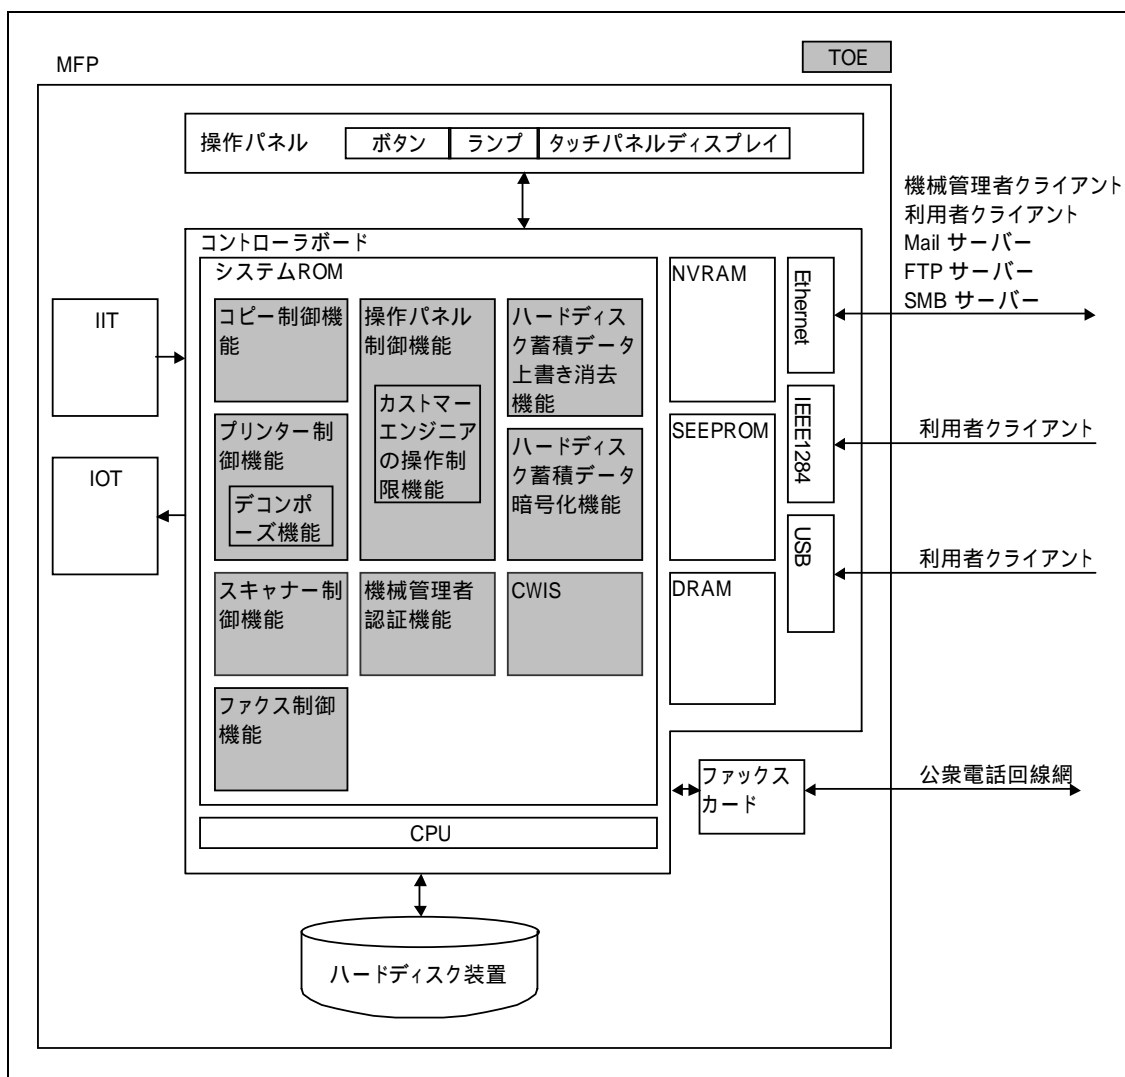 TOE
MFP
操作パネル
ボタン
ランプ
タッチパネルディスプレイ
機械管理者クライアント
利用者クライアント
Mail サーバー
FTP サーバー
SMB サーバー
コントローラボード
システムROM
NVRAM
Ethernet
IIT
コピー制御機
能
操作パネル
制御機能
カストマー
エンジニア
の操作制
限機能
ハードディス
ク蓄積データ
上書き消去
機能
プリンター制
御機能
デコンポ
ーズ機能
ハードディス
ク蓄積データ
暗号化機能
SEEPROM
IEEE1284
利用者クライアント
IOT
USB
利用者クライアント
スキャナー制
御機能
機械管理者
認証機能
CWIS
DRAM
ファクス制御
機能
ファックス
カード
公衆電話回線網
CPU
ハードディスク装置